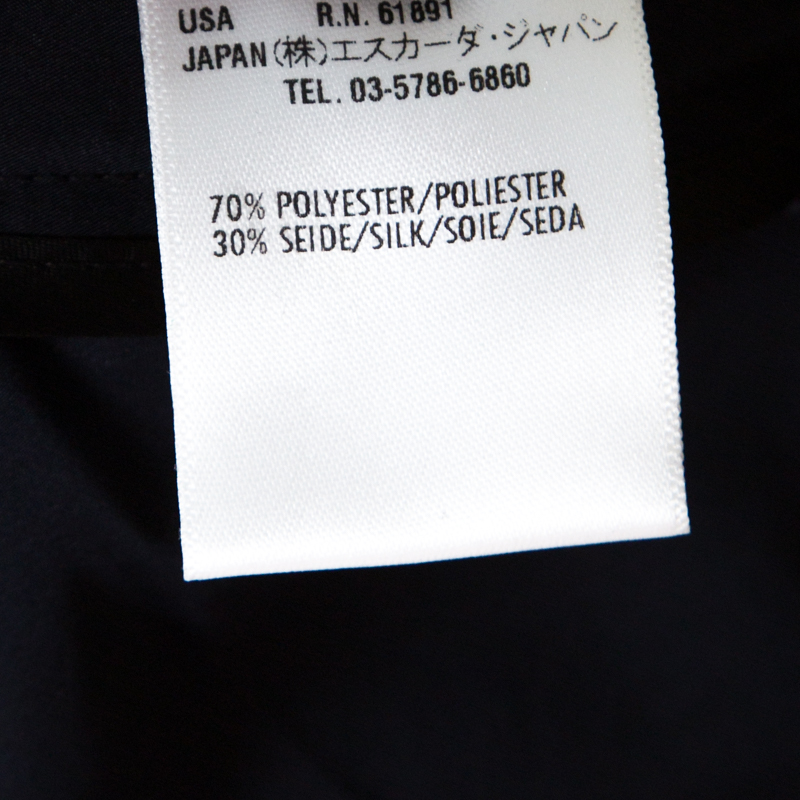 USA R.N. 61891
JAPAN (株)エスカーダ・ジャパン
TEL. 03-5786-6860
70% POLYESTER/POLIESTER
30% SEIDE/SILK/SOIE/SEDA